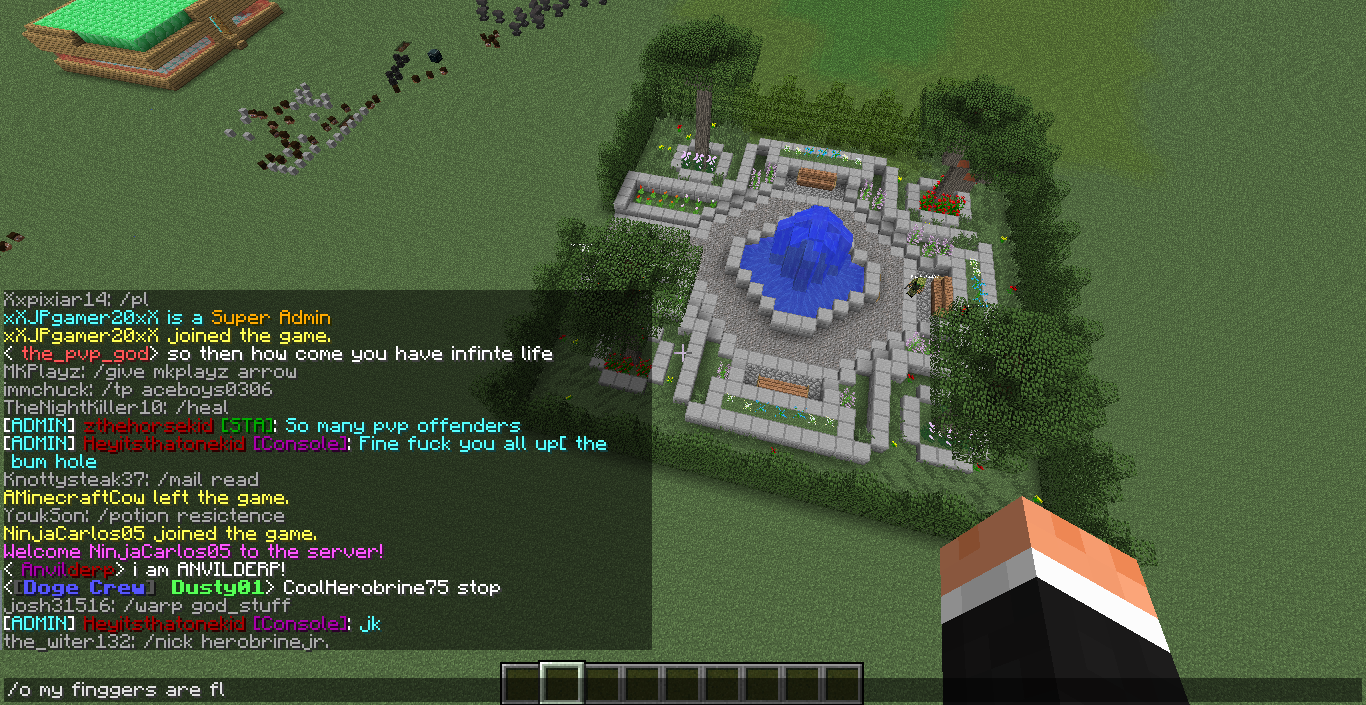 Xxpixiar14: /pl
xXJPgamer20xX is a Super Admin
xXJPgamer20xX joined the game.
< the_pvp_god> so then how come you have infinte life
MKPlayz: /give mkplayz arrow
immchuck: /tp aceboys0306
TheNightKiller10: /heal
[ADMIN] zthehorsekid [STA]: So many pvp offenders
[ADMIN] Heyitsthatonekid [Console]: Fine fuck you all up[ the
bum hole
Knottysteak37: /mail read
AMinecraftCow left the game.
YoukSon: /potion resictence
NinjaCarlos05 joined the game.
Welcome NinjaCarlos05 to the server!
< Anvilderp> i am ANVILDERP!
<[Doge Crew] Dusty01> CoolHerobrine75 stop
josh31516: /warp god_stuff
[ADMIN] Heyitsthatonekid [Console]: jk
the_witer132: /nick herobrinejr.
/o my finggers are fl